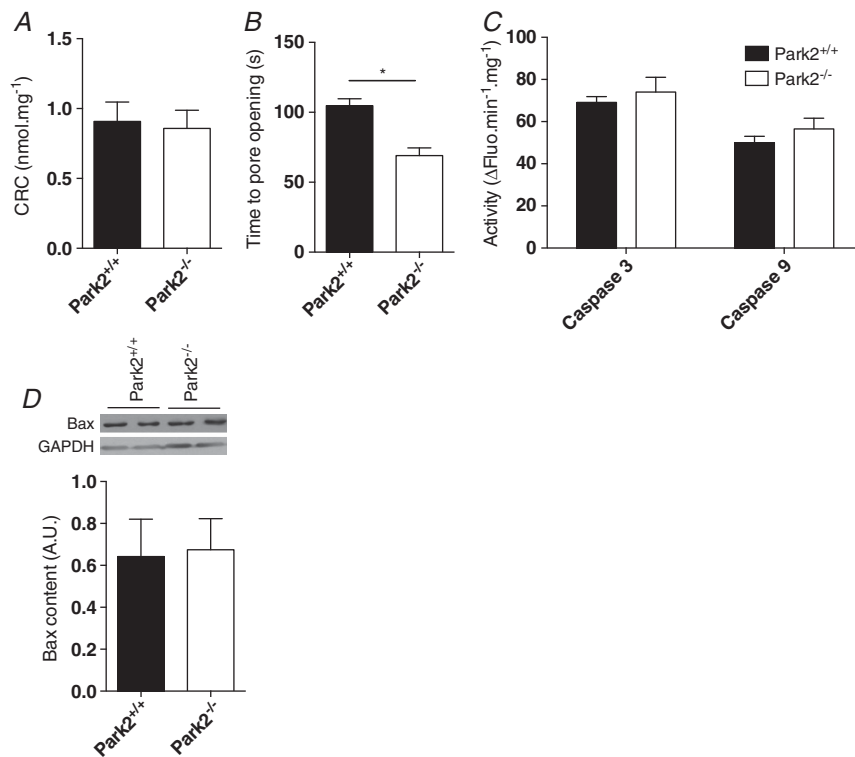 A
CRC (nmol.mg⁻¹)
1.5
1.0
0.5
0.0
Park2⁺/⁺
Park2⁻/⁻
B
Time to pore opening (s)
150
100
50
0
*
Park2⁺/⁺
Park2⁻/⁻
C
Activity (ΔFluo.min⁻¹.mg⁻¹)
100
80
60
40
20
0
Park2⁺/⁺
Park2⁻/⁻
Caspase 3
Caspase 9
D
Park2⁺/⁺
Park2⁻/⁻
Bax
GAPDH
Bax content (A.U.)
1.0
0.8
0.6
0.4
0.2
0.0
Park2⁺/⁺
Park2⁻/⁻